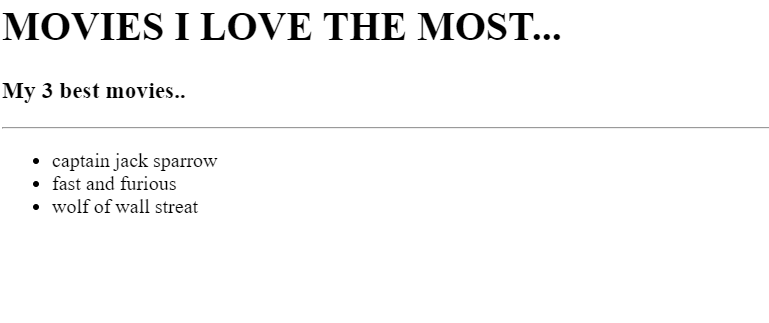 MOVIES I LOVE THE MOST...
My 3 best movies..
captain jack sparrow
fast and furious
wolf of wall streat